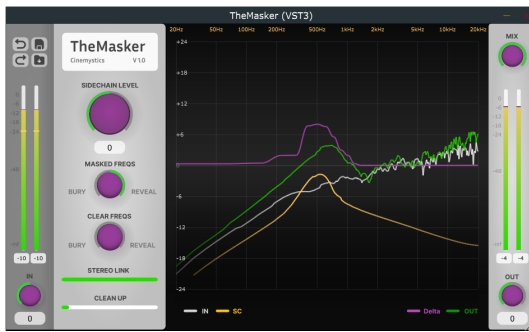 TheMasker (VST3)
TheMasker
Cinemystics V 1.0
SIDECHAIN LEVEL
0
MASKED FREQS
BURY REVEAL
CLEAR FREQS
BURY REVEAL
STEREO LINK
CLEAN UP
-10 -10
IN
0
20Hz 50Hz 100Hz 200Hz 500Hz 1kHz 2kHz 5kHz 10kHz 20kHz
+24
+18
+12
+6
0
-6
-12
-18
-24
IN SC Delta OUT
MIX
-4 -4
OUT
0